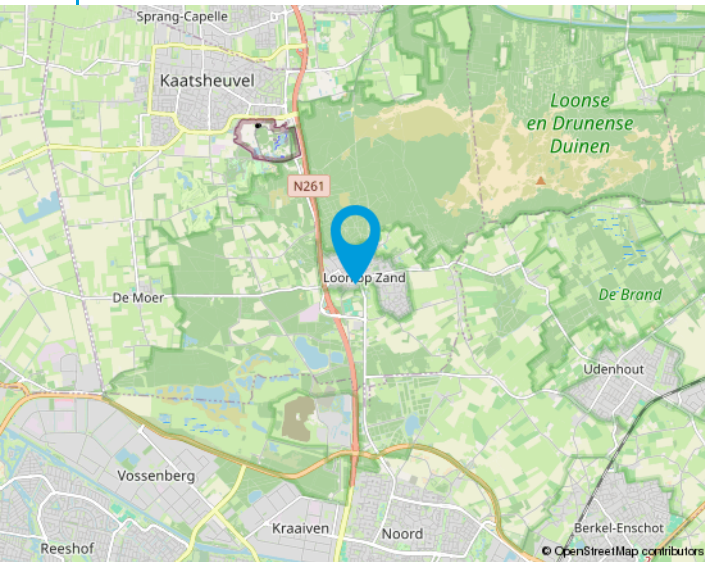 Sprang-Capelle
Kaatsheuvel
Loonse
en Drunense
Duinen
N261
Loon op Zand
De Moer
De Brand
Udenhout
Vossenberg
Kraaiven
Noord
Berkel-Enschot
Reeshof
© OpenStreetMap contributors